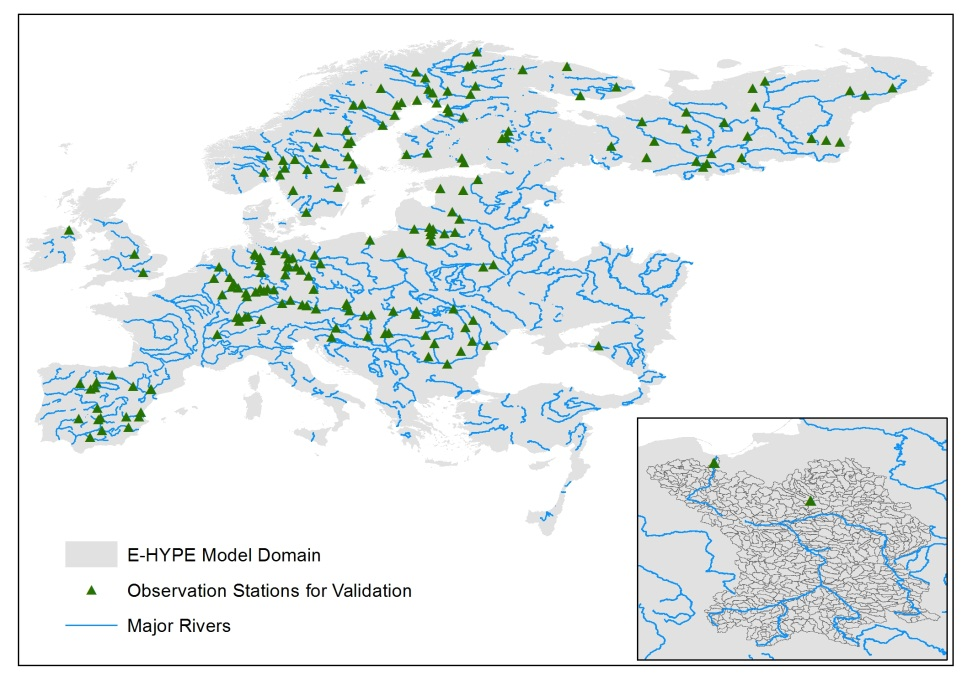 E-HYPE Model Domain
Observation Stations for Validation
Major Rivers